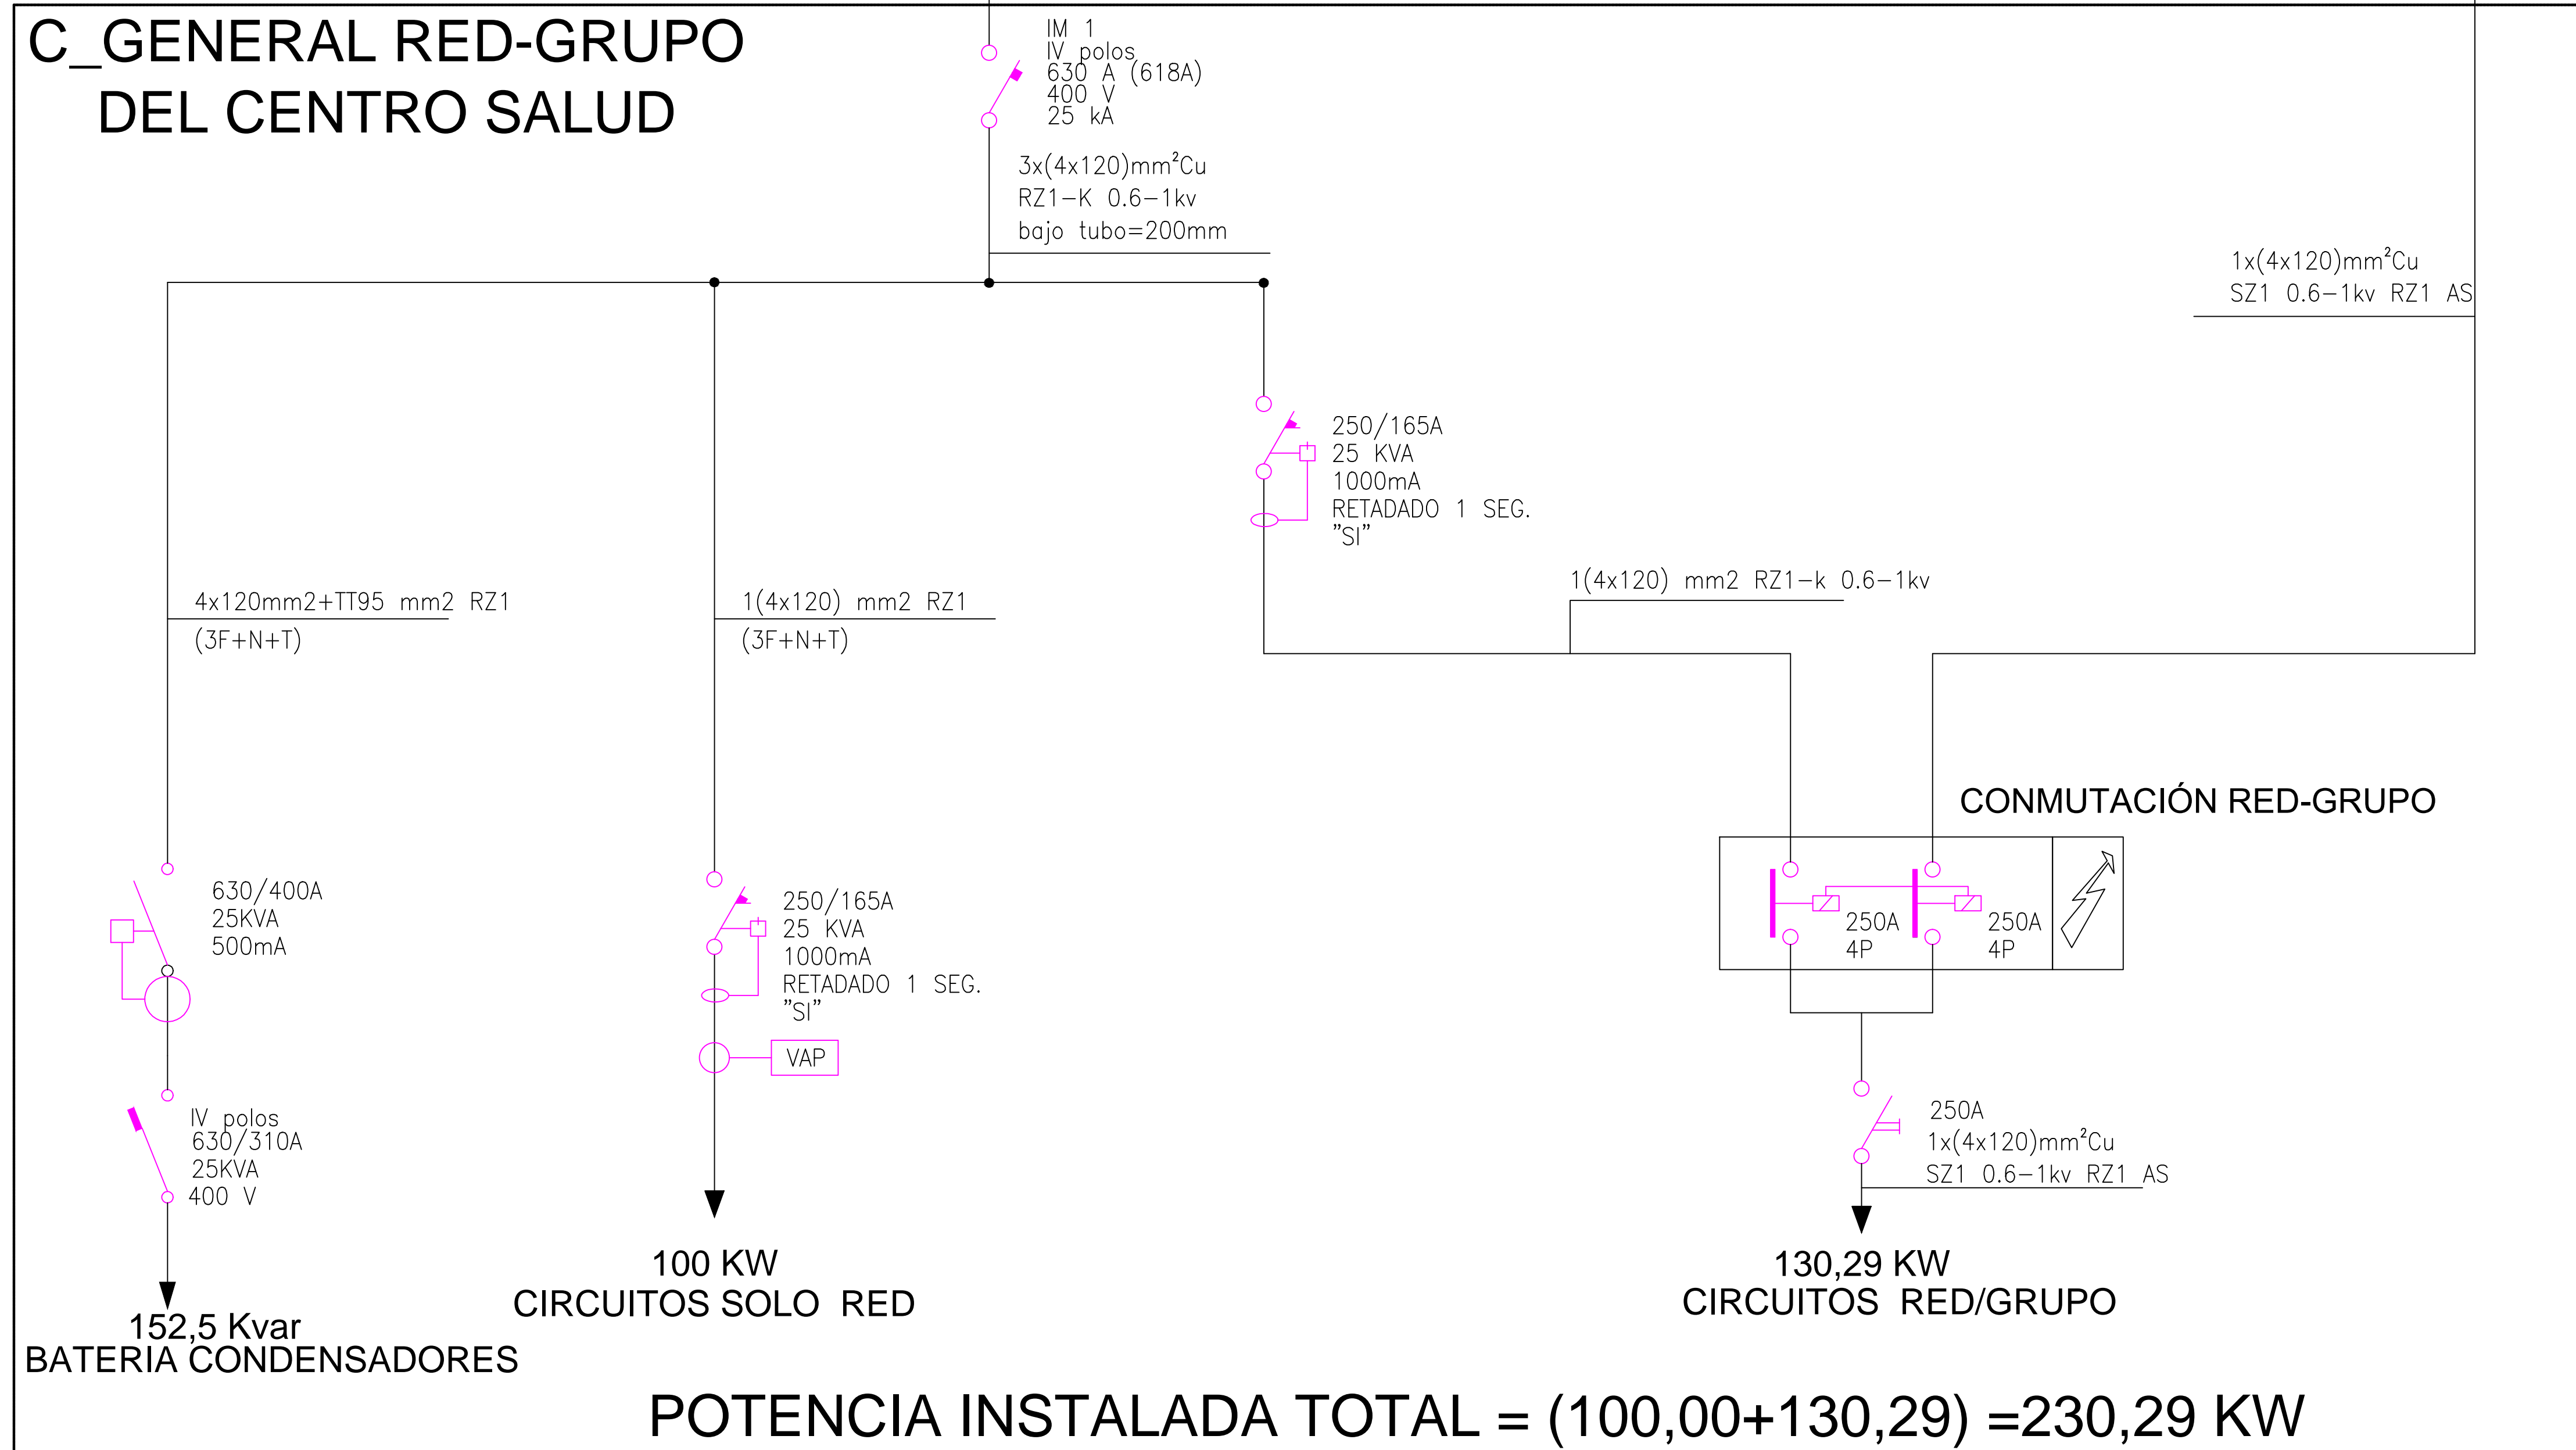 C_GENERAL RED-GRUPO
DEL CENTRO SALUD
IM 1
IV polos
630 A (618A)
400 V
25 kA
3x(4x120)mm²Cu
RZ1-K 0.6-1kv
bajo tubo=200mm
1x(4x120)mm²Cu
SZ1 0.6-1kv RZ1 AS
250/165A
25 KVA
1000mA
RETADADO 1 SEG.
"SI"
4x120mm2+TT95 mm2 RZ1
(3F+N+T)
1(4x120) mm2 RZ1
(3F+N+T)
1(4x120) mm2 RZ1-k 0.6-1kv
CONMUTACIÓN RED-GRUPO
250A
4P
250A
4P
630/400A
25KVA
500mA
250/165A
25 KVA
1000mA
RETADADO 1 SEG.
"SI"
VAP
IV polos
630/310A
25KVA
400 V
250A
1x(4x120)mm²Cu
SZ1 0.6-1kv RZ1 AS
152,5 Kvar
BATERIA CONDENSADORES
100 KW
CIRCUITOS SOLO RED
130,29 KW
CIRCUITOS RED/GRUPO
POTENCIA INSTALADA TOTAL = (100,00+130,29) =230,29 KW